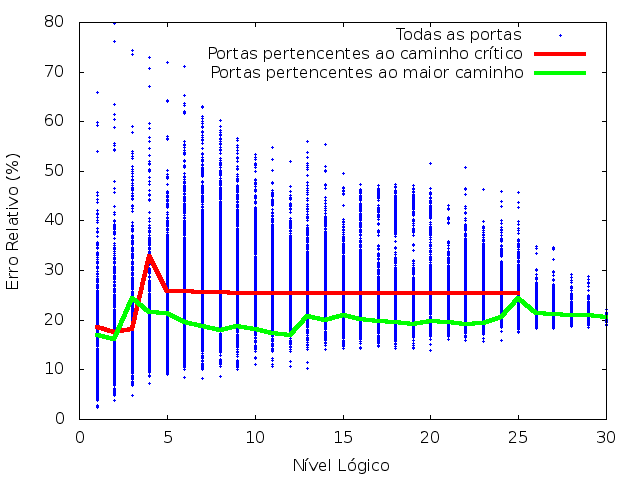 Todas as portas
Portas pertencentes ao caminho crítico
Portas pertencentes ao maior caminho
80
70
60
50
40
30
20
10
0
Erro Relativo (%)
0 5 10 15 20 25 30
Nível Lógico